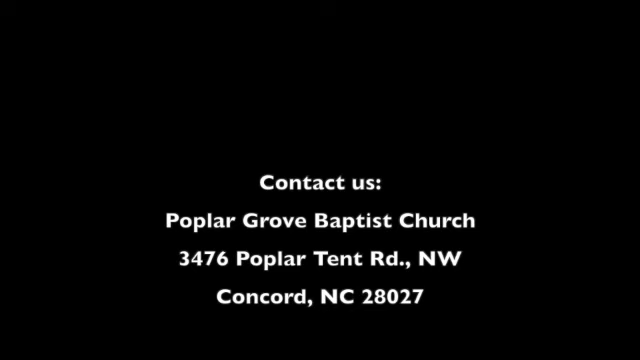 Contact us:
Poplar Grove Baptist Church
3476 Poplar Tent Rd., NW
Concord, NC 28027